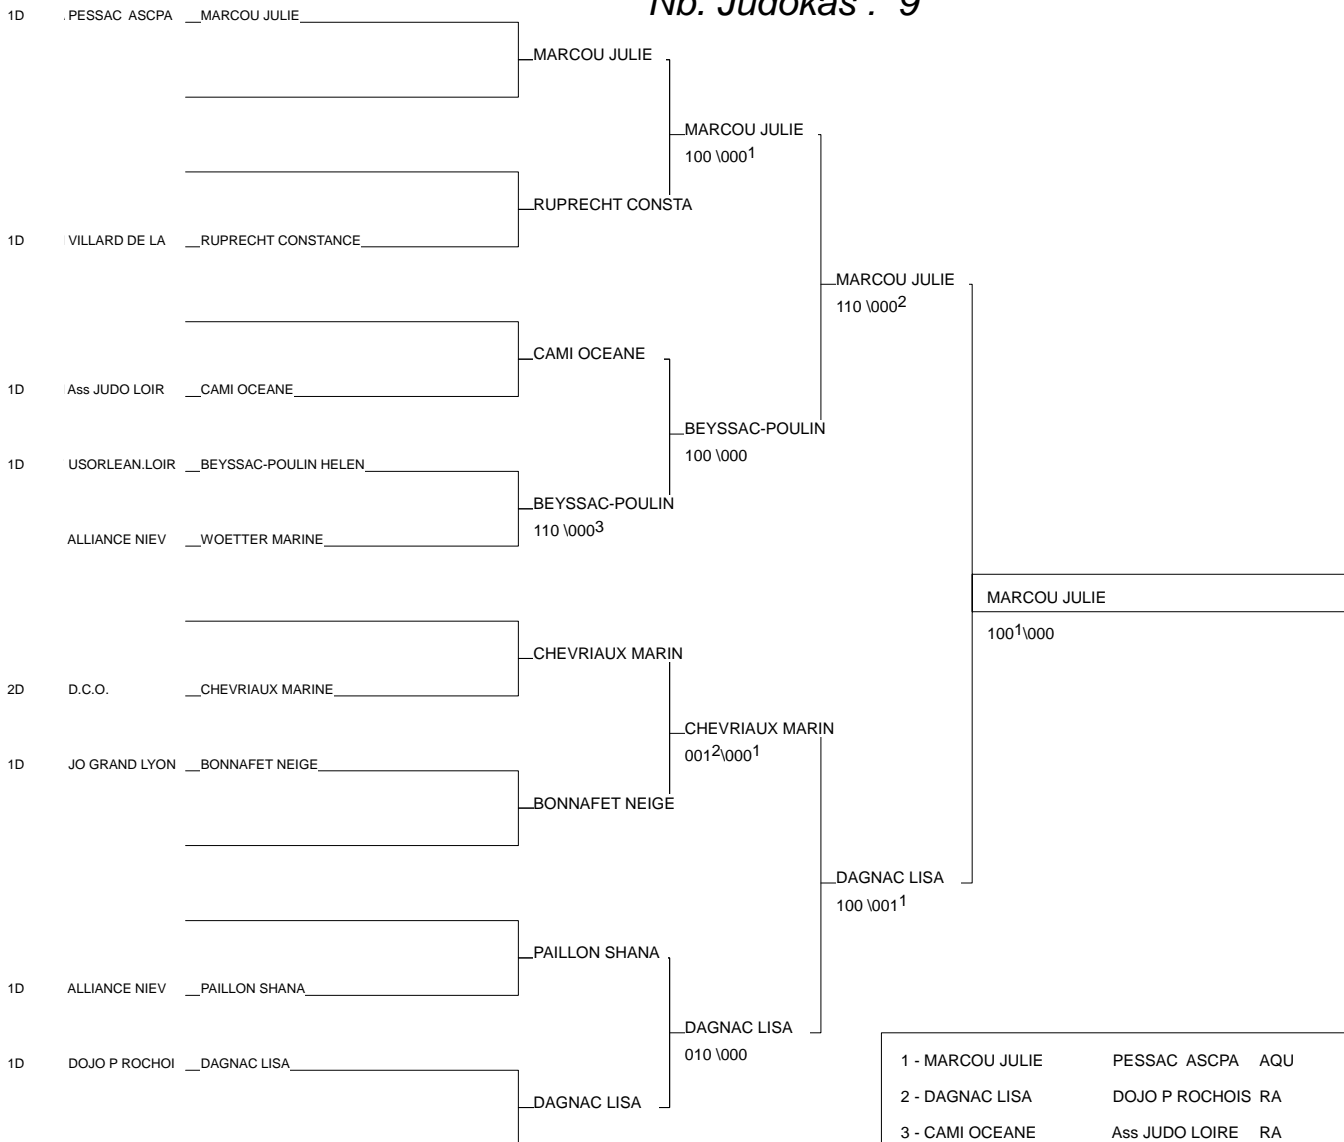 Nb. Judokas : 9
1D PESSAC ASCPA MARCOU JULIE
MARCOU JULIE
MARCOU JULIE
100 \000¹
RUPRECHT CONSTA
1D VILLARD DE LA RUPRECHT CONSTANCE
MARCOU JULIE
110 \000²
CAMI OCEANE
1D Ass JUDO LOIR CAMI OCEANE
BEYSSAC-POULIN
100 \000
1D USORLEAN.LOIR BEYSSAC-POULIN HELEN
BEYSSAC-POULIN
110 \000³
ALLIANCE NIEV WOETTER MARINE
MARCOU JULIE
100¹\000
CHEVRIAUX MARIN
2D D.C.O. CHEVRIAUX MARINE
CHEVRIAUX MARIN
001²\000¹
1D JO GRAND LYON BONNAFET NEIGE
BONNAFET NEIGE
DAGNAC LISA
100 \001¹
PAILLON SHANA
1D ALLIANCE NIEV PAILLON SHANA
DAGNAC LISA
010 \000
1D DOJO P ROCHOI DAGNAC LISA
DAGNAC LISA
1 - MARCOU JULIE PESSAC ASCPA AQU
2 - DAGNAC LISA DOJO P ROCHOIS RA
3 - CAMI OCEANE Ass JUDO LOIRE RA